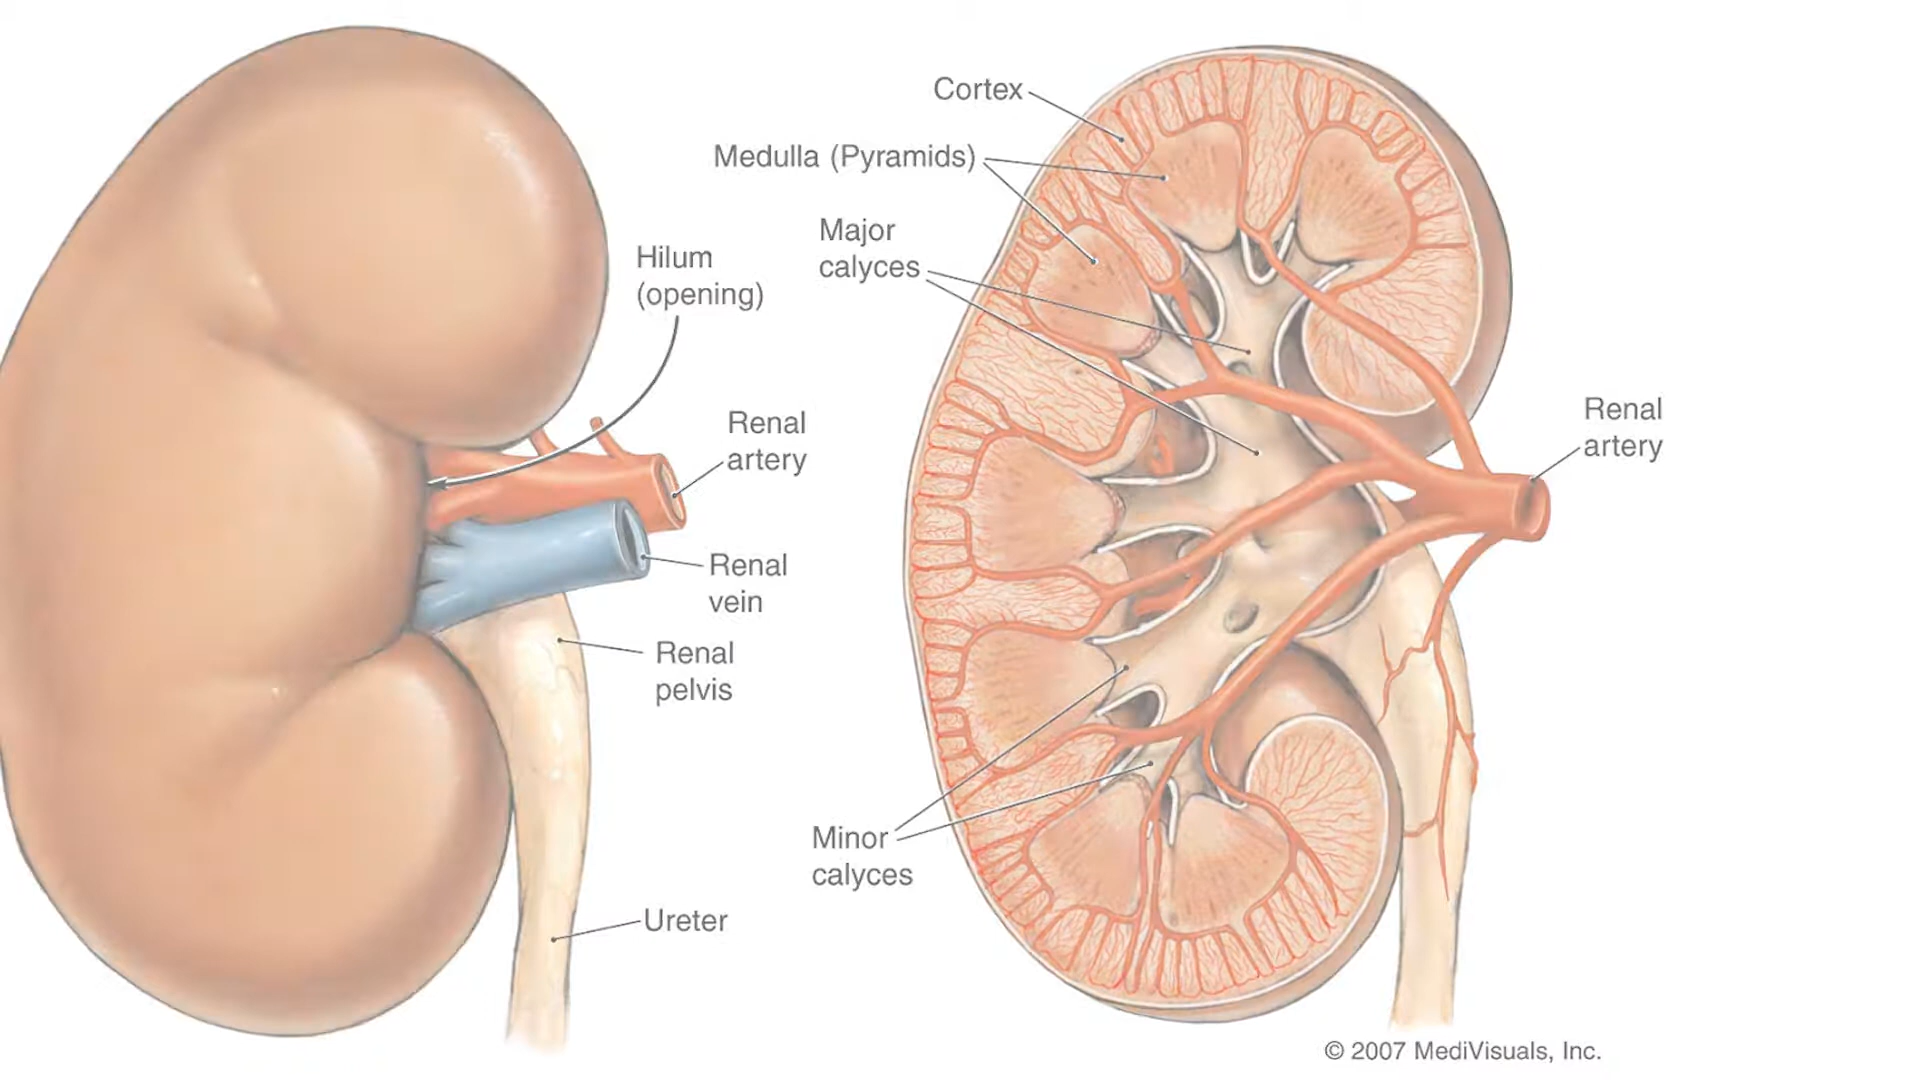 Hilum
(opening)
Renal
artery
Renal
vein
Renal
pelvis
Ureter
Cortex
Medulla (Pyramids)
Major
calyces
Minor
calyces
Renal
artery
© 2007 MediVisuals, Inc.